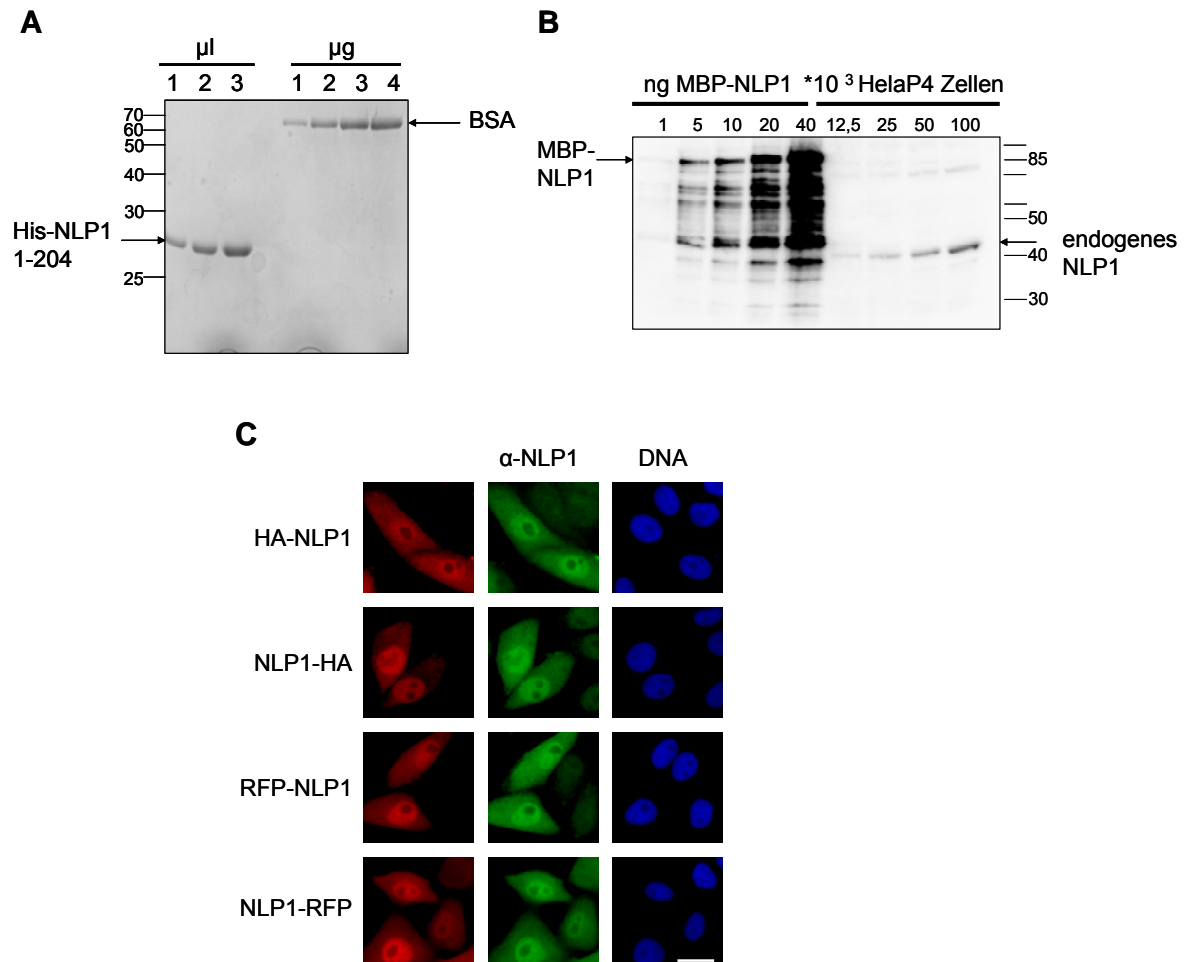 A
µl
µg
1 2 3
1 2 3 4
70
60
50
40
30
25
BSA
His-NLP1
1-204
B
ng MBP-NLP1
*10 3 HelaP4 Zellen
1 5 10 20 40
12,5 25 50 100
MBP-
NLP1
85
50
40
30
endogenes
NLP1
C
α-NLP1
DNA
HA-NLP1
NLP1-HA
RFP-NLP1
NLP1-RFP